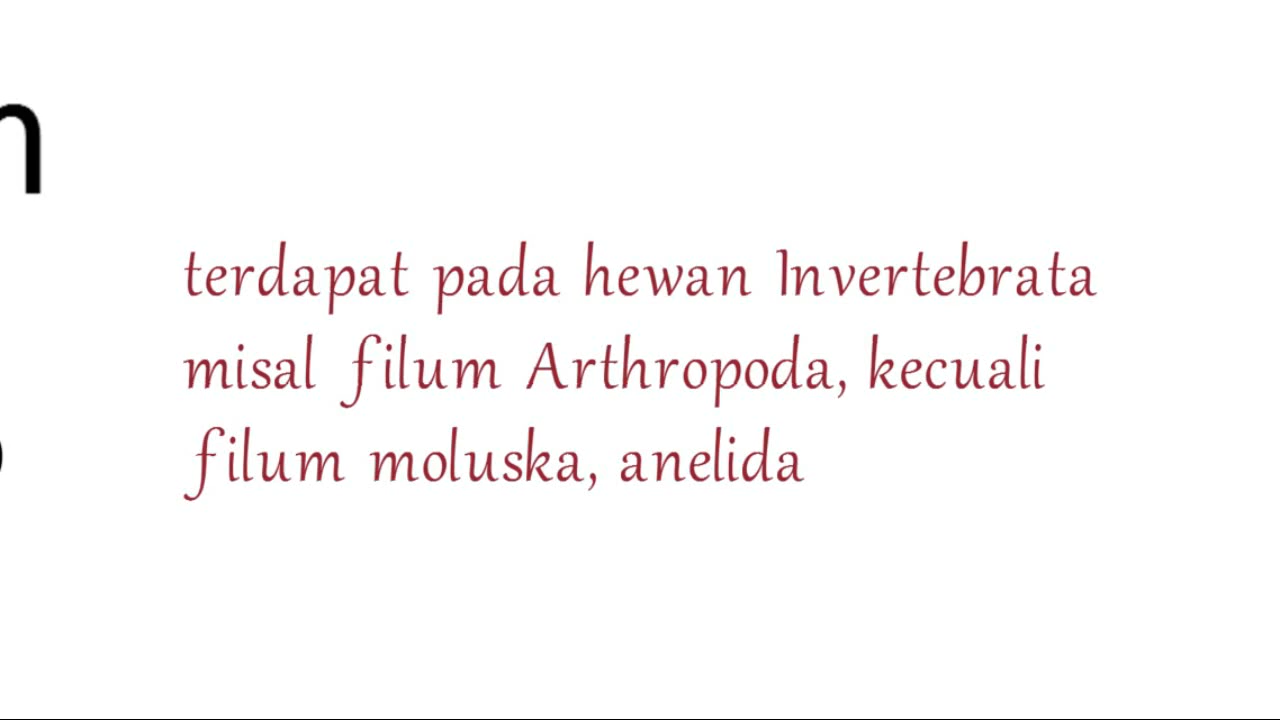 terdapat pada hewan Invertebrata
misal filum Arthropoda, kecuali
filum moluska, anelida